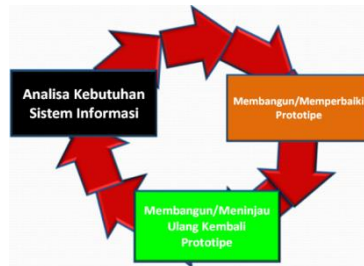 Analisa Kebutuhan
Sistem Informasi
Membangun/Memperbaiki
Prototipe
Membangun/Meninjau
Ulang Kembali
Prototipe